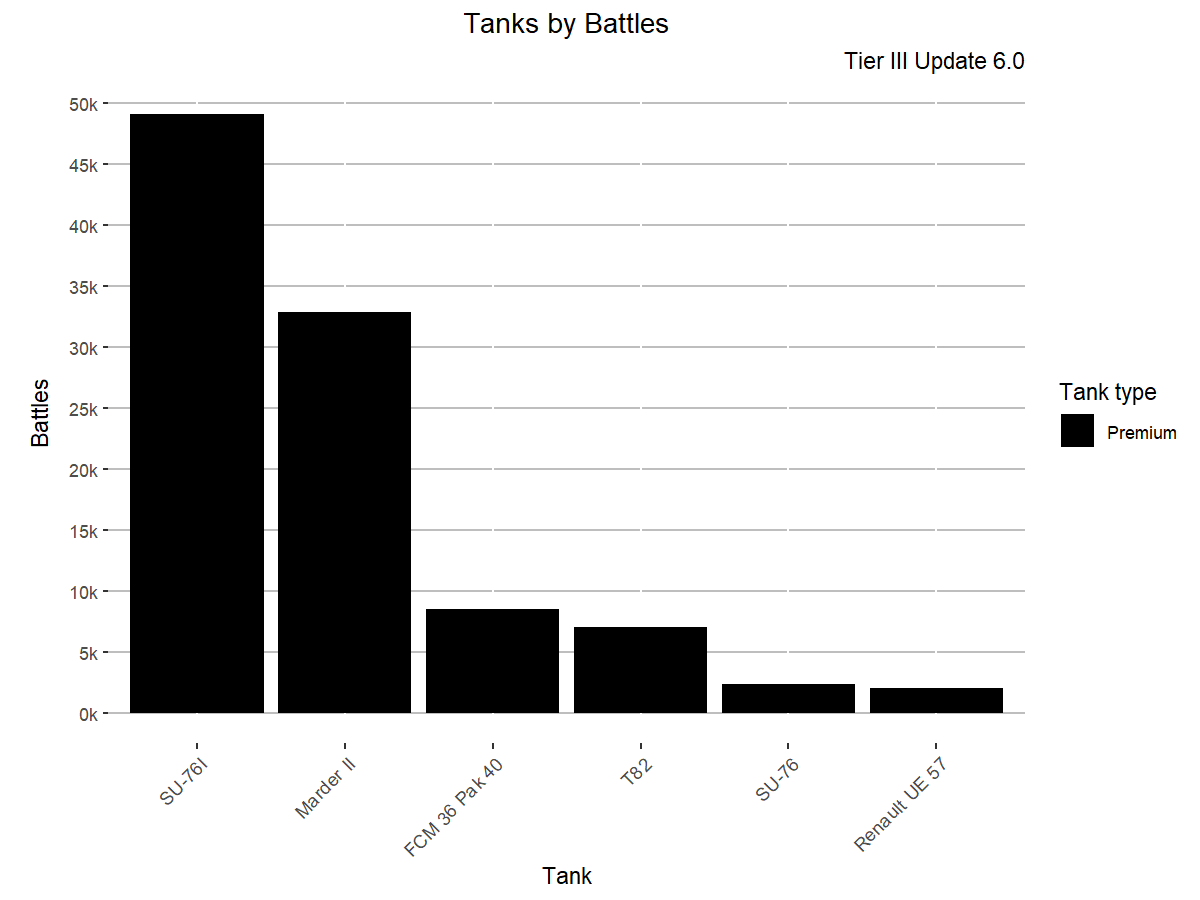 Tanks by Battles
Tier III Update 6.0
Battles
50k
45k
40k
35k
30k
25k
20k
15k
10k
5k
0k
SU-76I
Marder II
FCM 36 Pak 40
T82
SU-76
Renault UE 57
Tank
Tank type
Premium